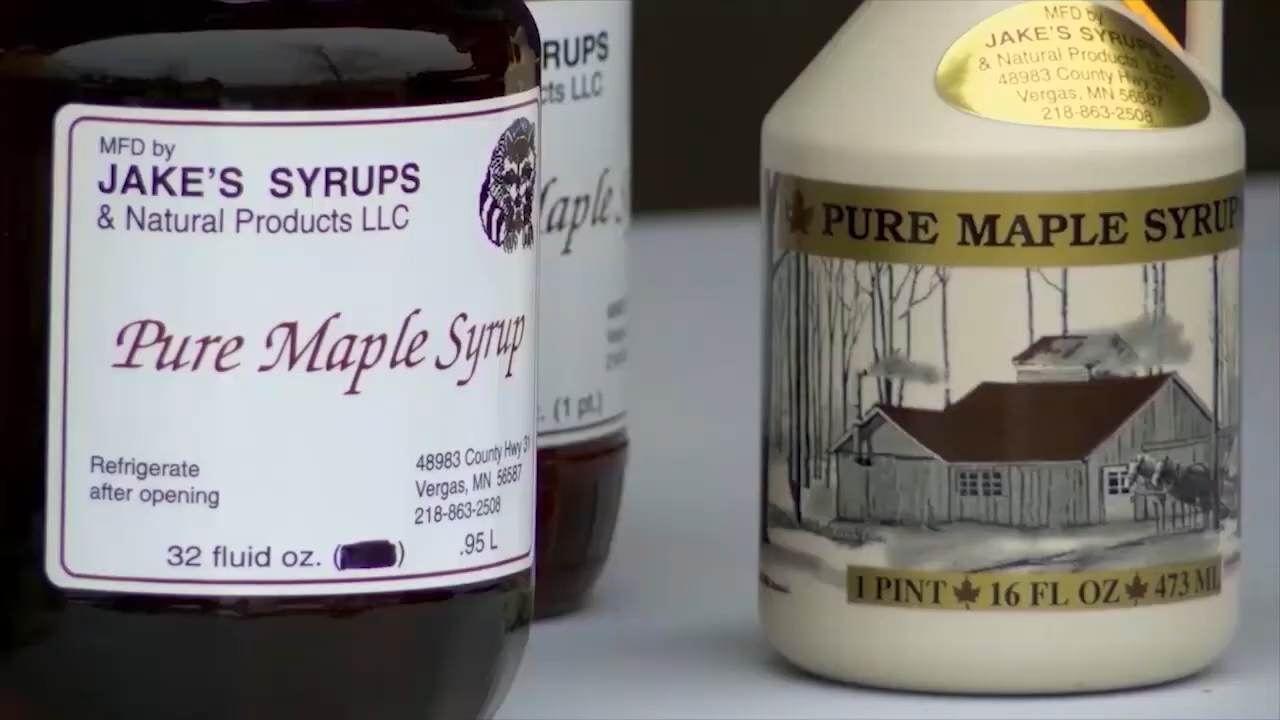 MFD by
JAKE'S SYRUPS
& Natural Products LLC
Pure Maple Syrup
Refrigerate
after opening
48983 County Hwy 31
Vergas, MN 56587
218-863-2508
32 fluid oz. ( )
.95 L
RUPS
cts LLC
Maple
(1 pt.)
MFD by
JAKE'S SYRUPS
& Natural Products LLC
48983 County Hwy 31
Vergas, MN 56587
218-863-2508
PURE MAPLE SYRUP
1 PINT 16 FL OZ 473 ML